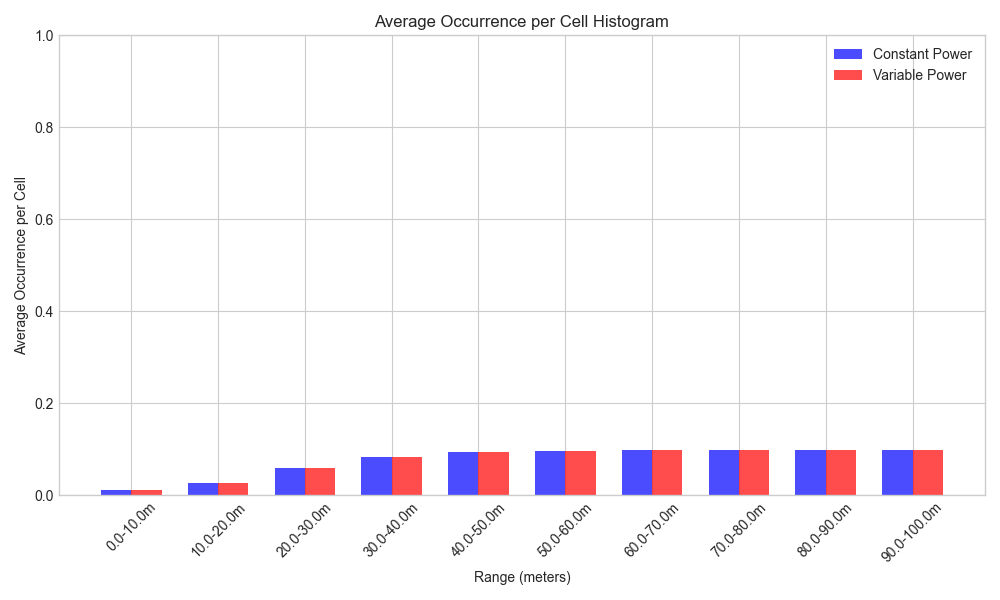 Average Occurrence per Cell Histogram
Constant Power
Variable Power
Average Occurrence per Cell
1.0
0.8
0.6
0.4
0.2
0.0
0.0-10.0m
10.0-20.0m
20.0-30.0m
30.0-40.0m
40.0-50.0m
50.0-60.0m
60.0-70.0m
70.0-80.0m
80.0-90.0m
90.0-100.0m
Range (meters)